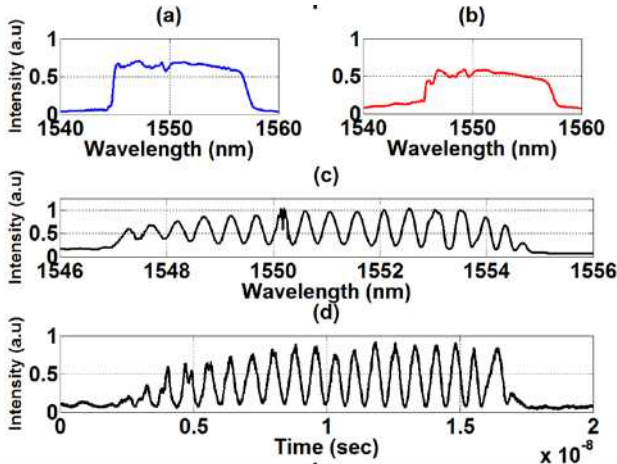 (a) (b)
Intensity (a.u) 1 0.5 0 Intensity (a.u) 1 0.5 0
1540 1550 1560 1540 1550 1560
Wavelength (nm) Wavelength (nm)
(c)
Intensity (a.u) 1 0.5 0
1546 1548 1550 1552 1554 1556
Wavelength (nm)
(d)
Intensity (a.u) 1 0.5 0
0 0.5 1 1.5 2
Time (sec) x 10⁻⁸